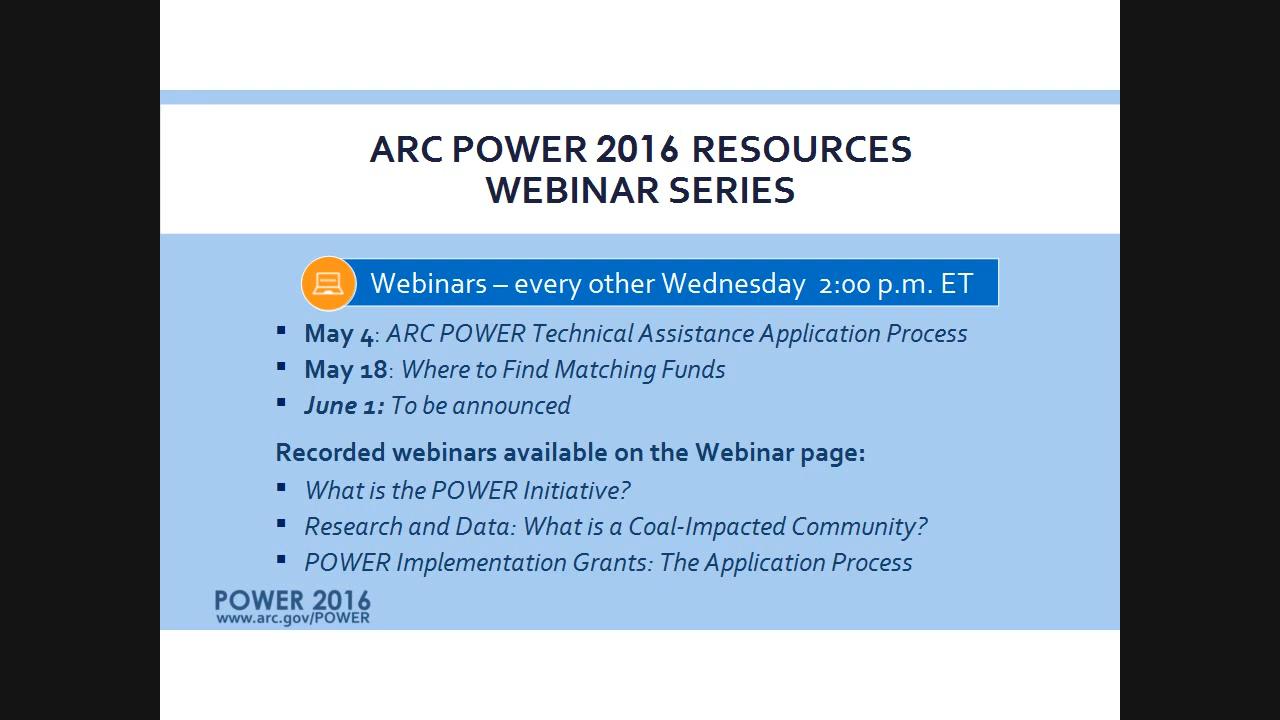 ARC POWER 2016 RESOURCES
WEBINAR SERIES
Webinars – every other Wednesday 2:00 p.m. ET
▪ May 4: ARC POWER Technical Assistance Application Process
▪ May 18: Where to Find Matching Funds
▪ June 1: To be announced
Recorded webinars available on the Webinar page:
▪ What is the POWER Initiative?
▪ Research and Data: What is a Coal-Impacted Community?
▪ POWER Implementation Grants: The Application Process
POWER 2016
www.arc.gov/POWER